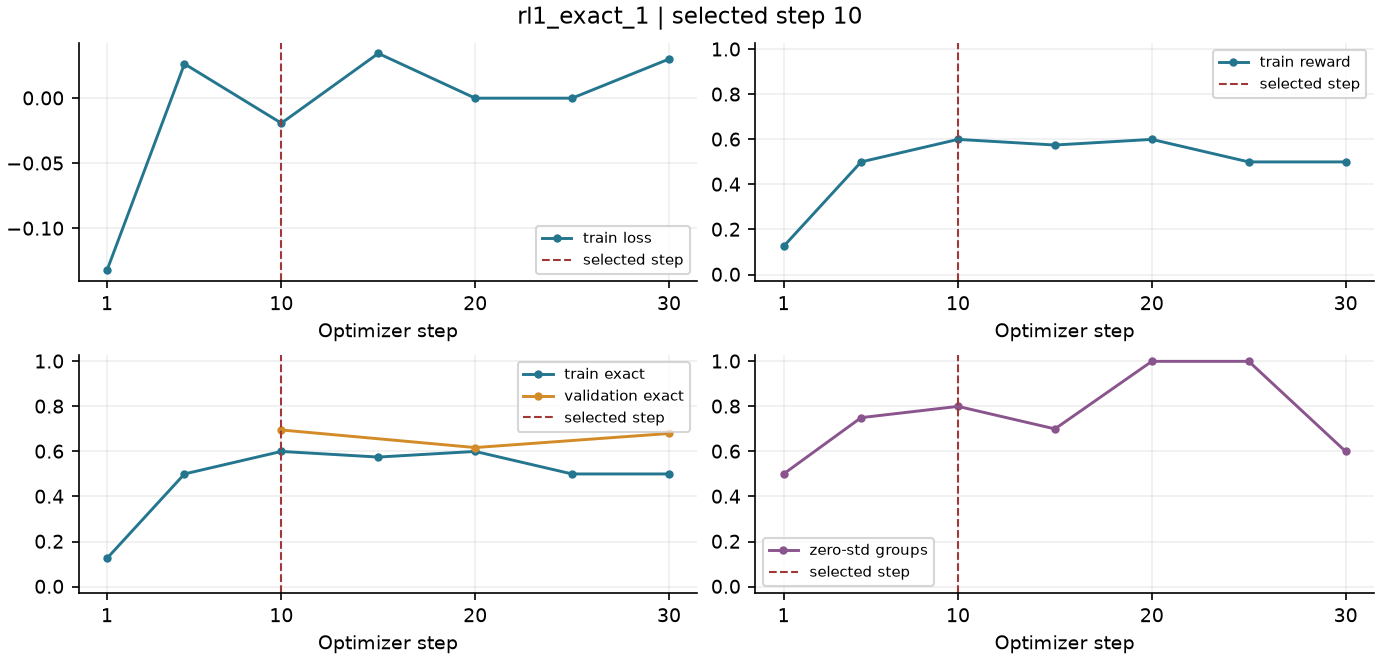 rl1_exact_1 | selected step 10
0.00
−0.05
−0.10
train loss
selected step
1 10 20 30
Optimizer step
1.0
0.8
0.6
0.4
0.2
0.0
train reward
selected step
1 10 20 30
Optimizer step
1.0
0.8
0.6
0.4
0.2
0.0
train exact
validation exact
selected step
1 10 20 30
Optimizer step
1.0
0.8
0.6
0.4
0.2
0.0
zero-std groups
selected step
1 10 20 30
Optimizer step